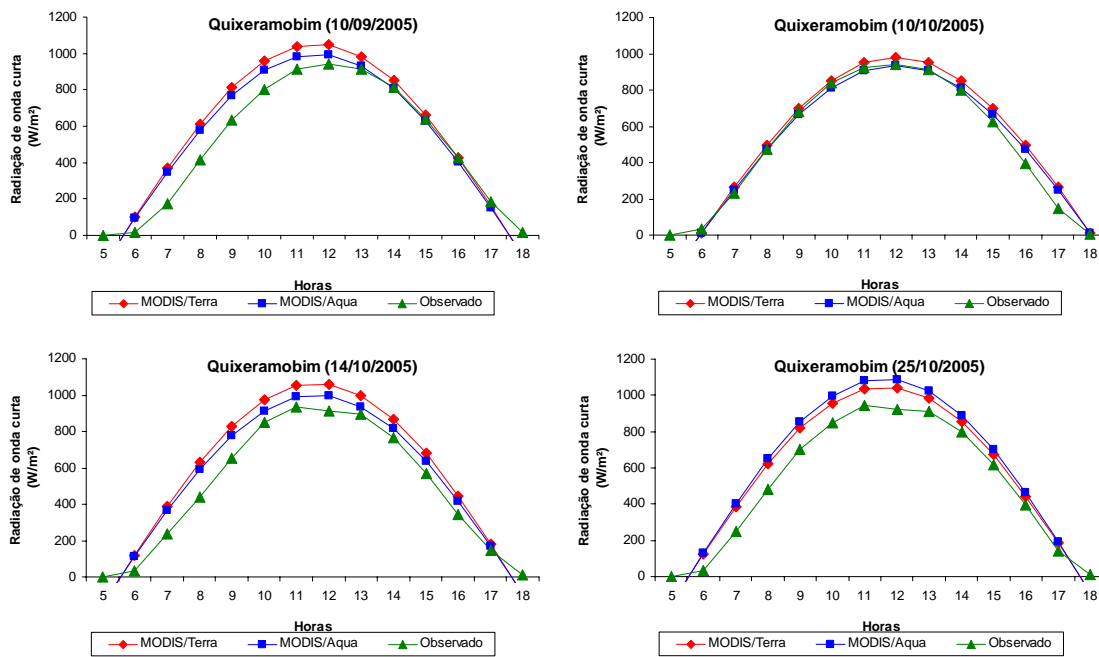 Quixeramobim (10/09/2005)
Radiação de onda curta
(W/m²)
1200
1000
800
600
400
200
0
5 6 7 8 9 10 11 12 13 14 15 16 17 18
Horas
MODIS/Terra MODIS/Aqua Observado
Quixeramobim (10/10/2005)
Radiação de onda curta
(W/m²)
1200
1000
800
600
400
200
0
5 6 7 8 9 10 11 12 13 14 15 16 17 18
Horas
MODIS/Terra MODIS/Aqua Observado
Quixeramobim (14/10/2005)
Radiação de onda curta
(W/m²)
1200
1000
800
600
400
200
0
5 6 7 8 9 10 11 12 13 14 15 16 17 18
Horas
MODIS/Terra MODIS/Aqua Observado
Quixeramobim (25/10/2005)
Radiação de onda curta
(W/m²)
1200
1000
800
600
400
200
0
5 6 7 8 9 10 11 12 13 14 15 16 17 18
Horas
MODIS/Terra MODIS/Aqua Observado